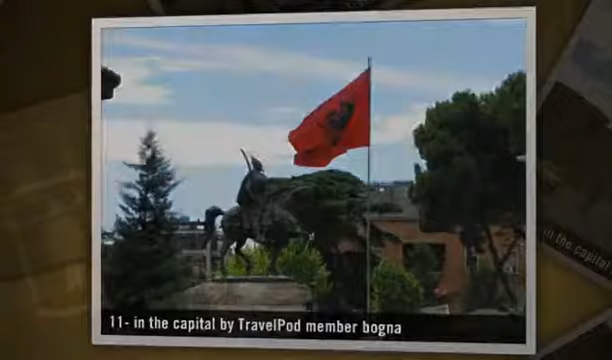 11- in the capital by TravelPod member bogna
in the capital